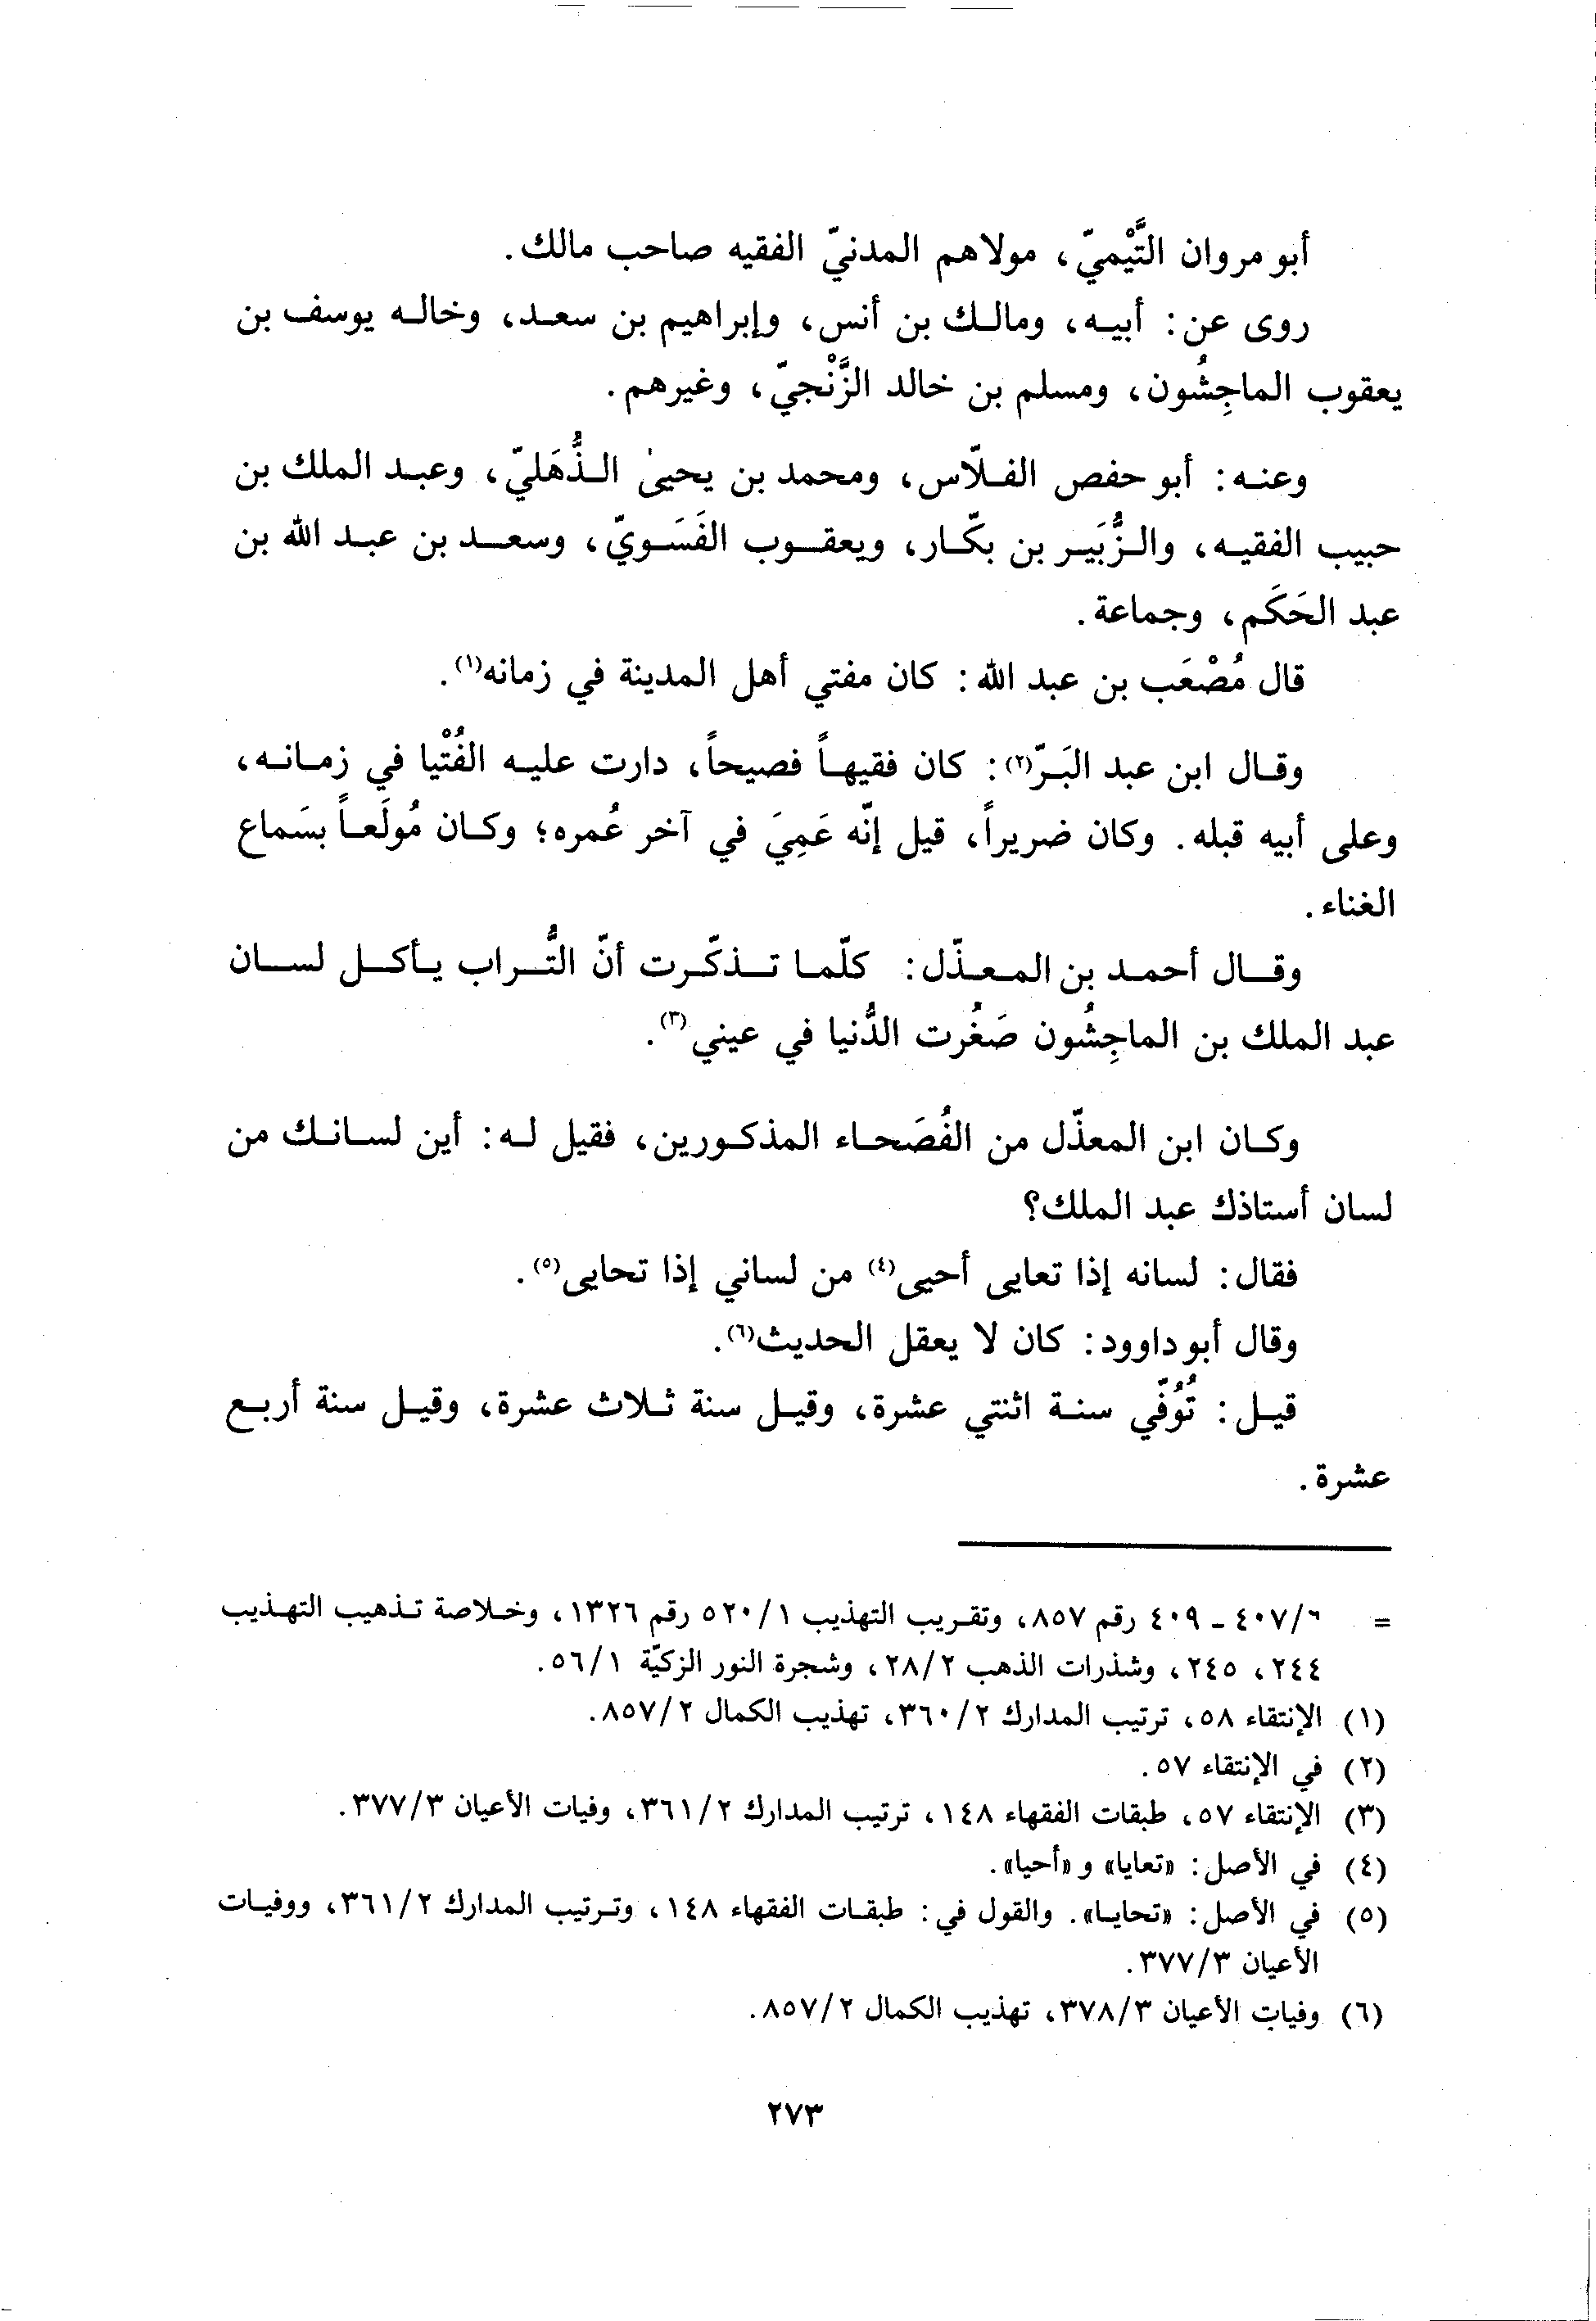 أبو مروان التَّيْميّ، مولاهم المدنيّ الفقيه صاحب مالك.
روى عن: أبيه، ومالك بن أنس، وإبراهيم بن سعد، وخاله يوسف بن
يعقوب الماجِشُون، ومسلم بن خالد الزَّنْجيّ، وغيرهم.
وعنه: أبو حفص الفلّاس، ومحمد بن يحيىٰ الذُّهَليّ، وعبد الملك بن
حبيب الفقيه، والزُّبَير بن بكّار، ويعقوب الفَسَويّ، وسعد بن عبد الله بن
عبد الحَكَم، وجماعة.
قال مُصْعَب بن عبد الله: كان مفتي أهل المدينة في زمانه(١).
وقال ابن عبد البَرّ(٢): كان فقيهاً فصيحاً، دارت عليه الفُتْيا في زمانه،
وعلى أبيه قبله. وكان ضريراً، قيل إنّه عَمِيَ في آخر عُمره؛ وكان مُولَعاً بسَماع
الغناء.
وقال أحمد بن المعذّل: كلّما تذكّرت أنّ التُّراب يأكل لسان
عبد الملك بن الماجِشُون صَغُرت الدُّنيا في عيني(٣).
وكان ابن المعذّل من الفُصَحاء المذكورين، فقيل له: أين لسانك من
لسان أستاذك عبد الملك؟
فقال: لسانه إذا تعايى أحيى(٤) من لساني إذا تحايى(٥).
وقال أبو داوود: كان لا يعقل الحديث(٦).
قيل: تُوُفّي سنة اثنتي عشرة، وقيل سنة ثلاث عشرة، وقيل سنة أربع
عشرة.
= ٤٠٧/٦ - ٤٠٩ رقم ٨٥٧، وتقريب التهذيب ٥٢٠/١ رقم ١٣٢٦، وخلاصة تذهيب التهذيب
٢٤٤، ٢٤٥، وشذرات الذهب ٢٨/٢، وشجرة النور الزكيّة ٥٦/١.
(١) الإنتقاء ٥٨، ترتيب المدارك ٣٦٠/٢، تهذيب الكمال ٨٥٧/٢.
(٢) في الإنتقاء ٥٧.
(٣) الإنتقاء ٥٧، طبقات الفقهاء ١٤٨، ترتيب المدارك ٣٦١/٢، وفيات الأعيان ٣٧٧/٣.
(٤) في الأصل: «تعايا» و «أحيا».
(٥) في الأصل: «تحايا». والقول في: طبقات الفقهاء ١٤٨، وترتيب المدارك ٣٦١/٢، ووفيات
الأعيان ٣٧٧/٣.
(٦) وفيات الأعيان ٣٧٨/٣، تهذيب الكمال ٨٥٧/٢.
٢٧٣